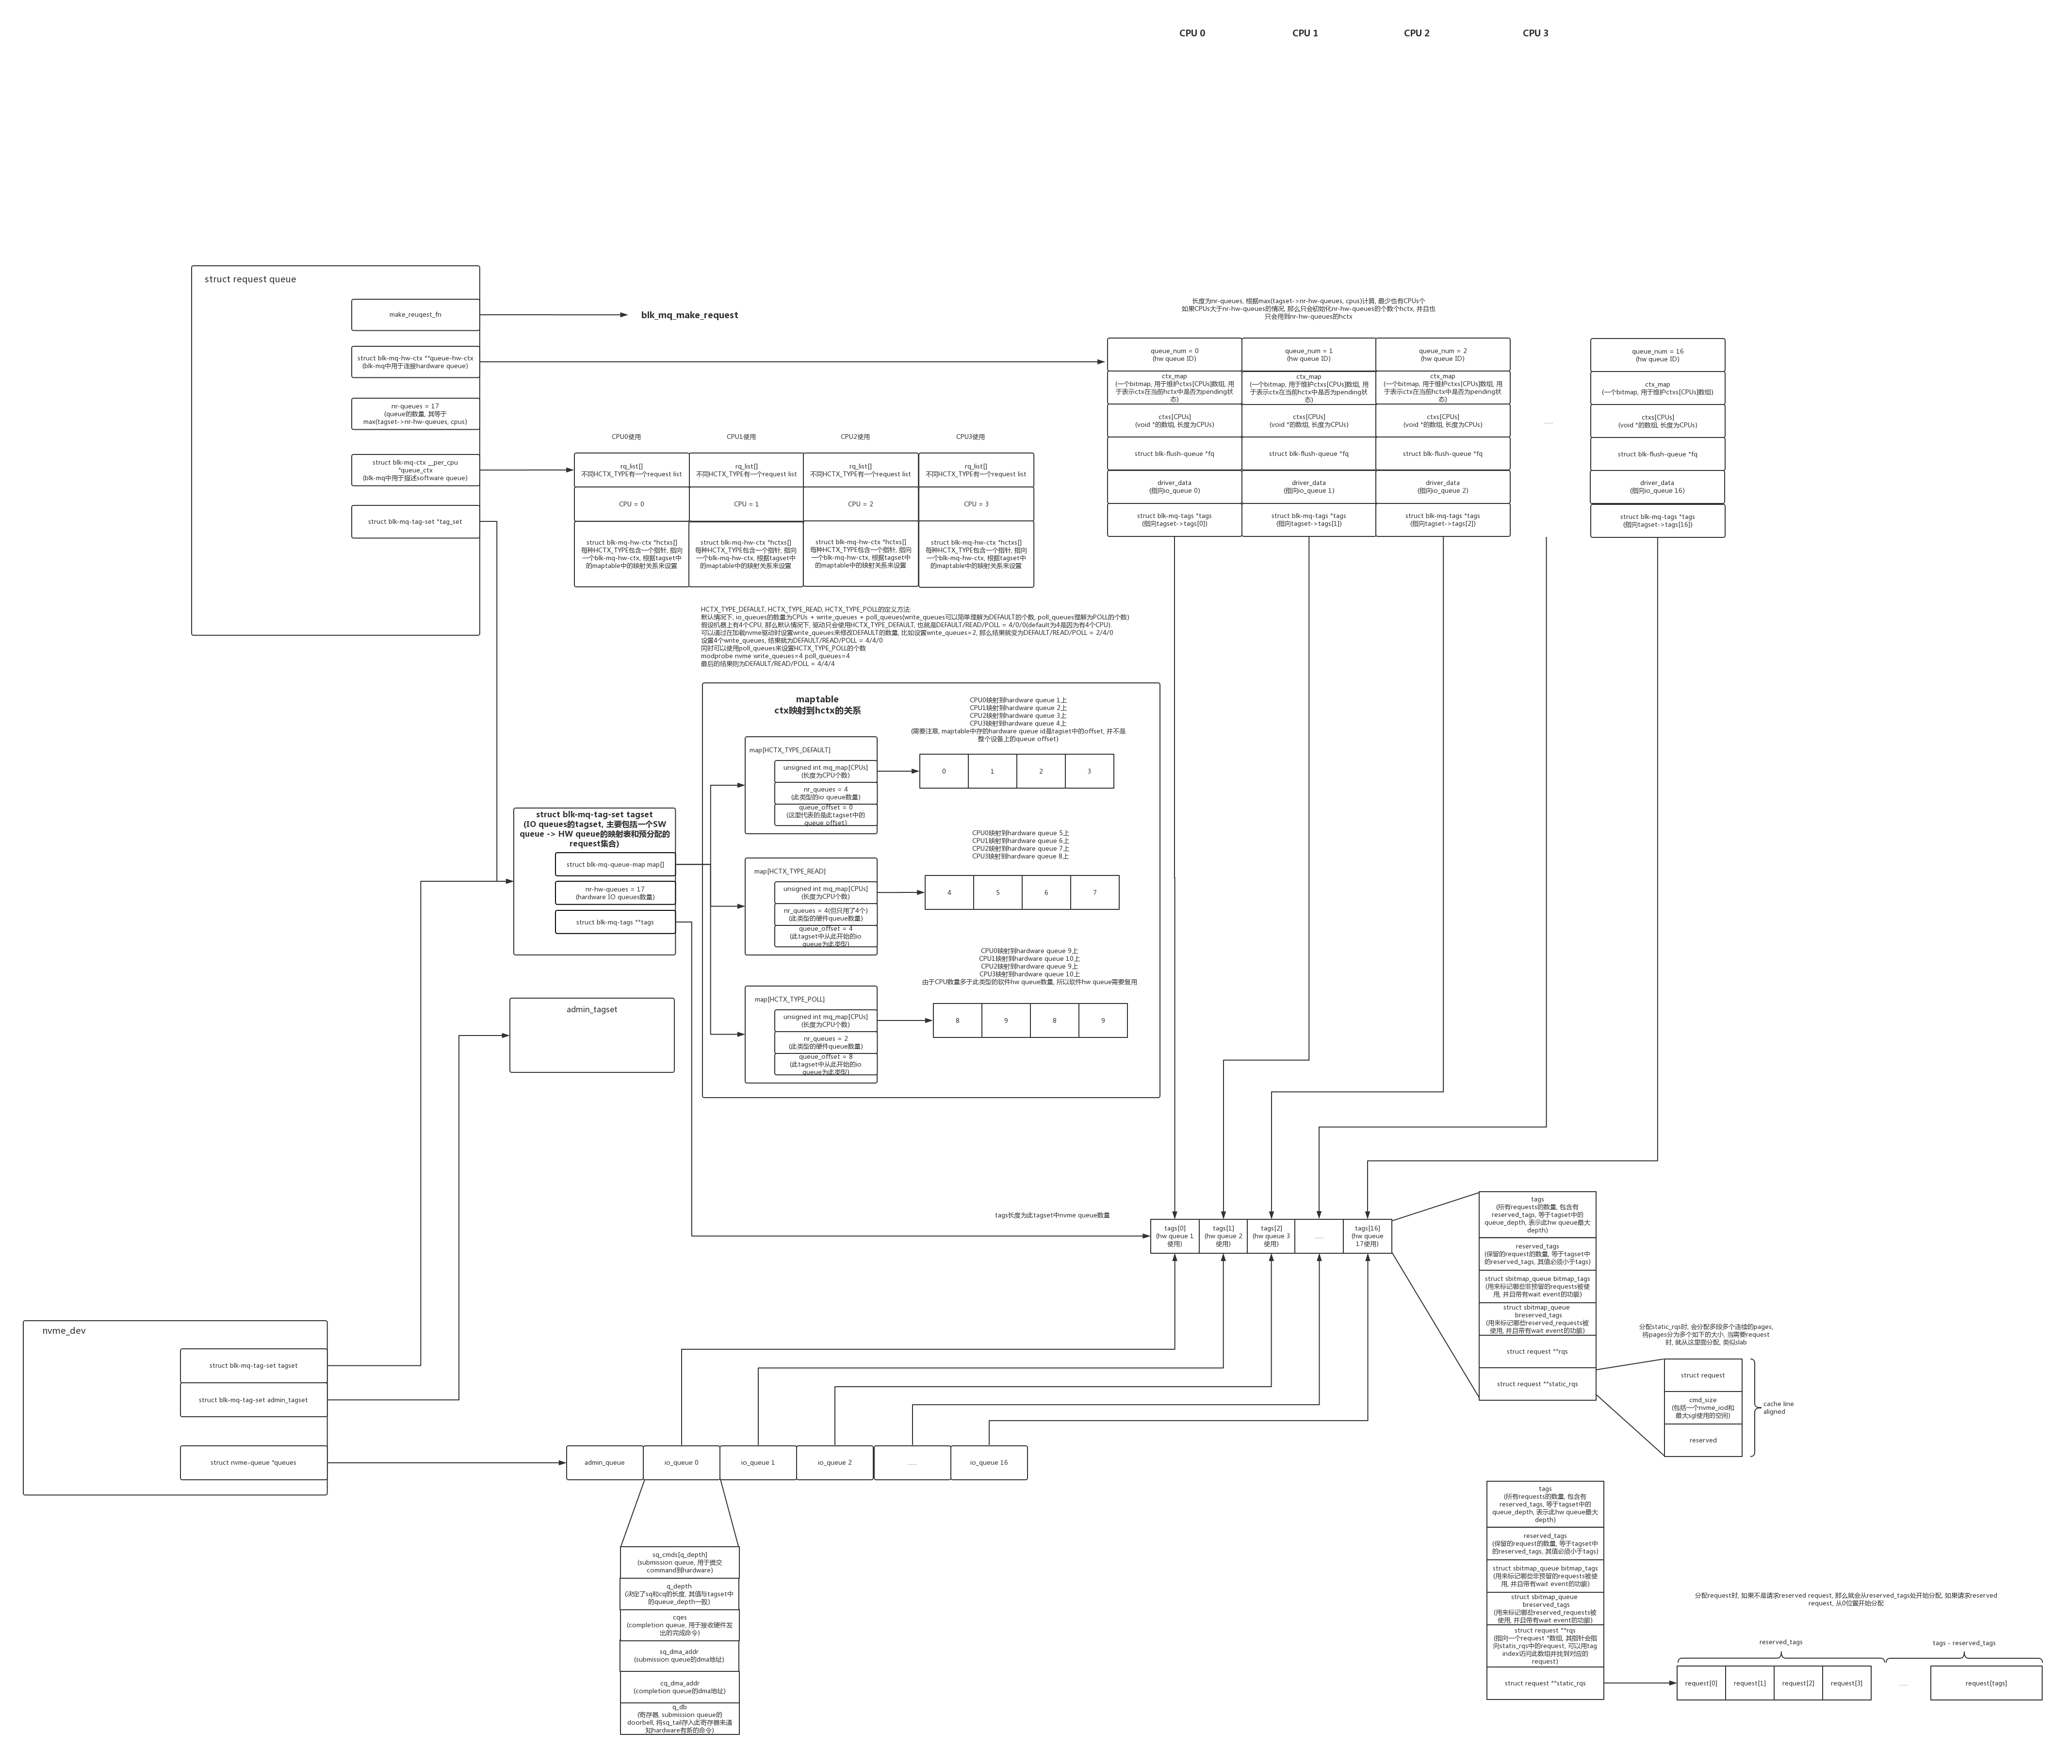 CPU 0
CPU 1
CPU 2
CPU 3
struct request queue
make_reuqest_fn
blk_mq_make_request
struct blk-mq-hw-ctx **queue-hw-ctx
(blk-mq中用于连接hardware queue)
nr-queues = 17
(queue的数量, 其等于
max(tagset->nr-hw-queues, cpus)
struct blk-mq-ctx __per_cpu
*queue_ctx
(blk-mq中用于描述software queue)
struct blk-mq-tag-set *tag_set
长度为nr-queues, 根据max(tagset->nr-hw-queues, cpus)计算, 最少也有CPUs个
如果CPUs大于nr-hw-queues的情况, 那么只会初始化nr-hw-queues的个数个hctx, 并且也
只会用到nr-hw-queues的hctx
queue_num = 0
(hw queue ID)
ctx_map
(一个bitmap, 用于维护ctxs[CPUs]数组, 用
于表示ctx在当前hctx中是否为pending状
态)
ctxs[CPUs]
(void *的数组, 长度为CPUs)
struct blk-flush-queue *fq
driver_data
(指向io_queue 0)
struct blk-mq-tags *tags
(指向tagset->tags[0])
queue_num = 1
(hw queue ID)
ctx_map
(一个bitmap, 用于维护ctxs[CPUs]数组, 用
于表示ctx在当前hctx中是否为pending状
态)
ctxs[CPUs]
(void *的数组, 长度为CPUs)
struct blk-flush-queue *fq
driver_data
(指向io_queue 1)
struct blk-mq-tags *tags
(指向tagset->tags[1])
queue_num = 2
(hw queue ID)
ctx_map
(一个bitmap, 用于维护ctxs[CPUs]数组, 用
于表示ctx在当前hctx中是否为pending状
态)
ctxs[CPUs]
(void *的数组, 长度为CPUs)
struct blk-flush-queue *fq
driver_data
(指向io_queue 2)
struct blk-mq-tags *tags
(指向tagset->tags[2])
......
queue_num = 16
(hw queue ID)
ctx_map
(一个bitmap, 用于维护ctxs[CPUs]数组)
ctxs[CPUs]
(void *的数组, 长度为CPUs)
struct blk-flush-queue *fq
driver_data
(指向io_queue 16)
struct blk-mq-tags *tags
(指向tagset->tags[16])
CPU0使用
CPU1使用
CPU2使用
CPU3使用
rq_list[]
不同HCTX_TYPE有一个request list
CPU = 0
struct blk-mq-hw-ctx *hctxs[]
每种HCTX_TYPE包含一个指针, 指向
一个blk-mq-hw-ctx, 根据tagset中
的maptable中的映射关系来设置
rq_list[]
不同HCTX_TYPE有一个request list
CPU = 1
struct blk-mq-hw-ctx *hctxs[]
每种HCTX_TYPE包含一个指针, 指向
一个blk-mq-hw-ctx, 根据tagset中
的maptable中的映射关系来设置
rq_list[]
不同HCTX_TYPE有一个request list
CPU = 2
struct blk-mq-hw-ctx *hctxs[]
每种HCTX_TYPE包含一个指针, 指向
一个blk-mq-hw-ctx, 根据tagset中
的maptable中的映射关系来设置
rq_list[]
不同HCTX_TYPE有一个request list
CPU = 3
struct blk-mq-hw-ctx *hctxs[]
每种HCTX_TYPE包含一个指针, 指向
一个blk-mq-hw-ctx, 根据tagset中
的maptable中的映射关系来设置
HCTX_TYPE_DEFAULT, HCTX_TYPE_READ, HCTX_TYPE_POLL的定义方法:
默认情况下, io_queues的数量为CPUs + write_queues + poll_queues(write_queues可以简单理解为DEFAULT的个数, poll_queues理解为POLL的个数)
假设机器上有4个CPU, 那么默认情况下, 驱动只会使用HCTX_TYPE_DEFAULT, 也就是DEFAULT/READ/POLL = 4/0/0(default为4是因为有4个CPU).
可以通过在加载nvme驱动时设置write_queues来修改DEFAULT的数量, 比如设置write_queues=2, 那么结果就变为DEFAULT/READ/POLL = 2/4/0
设置4个write_queues, 结果就为DEFAULT/READ/POLL = 4/4/0
同时可以使用poll_queues来设置HCTX_TYPE_POLL的个数
modprobe nvme write_queues=4 poll_queues=4
最后的结果则为DEFAULT/READ/POLL = 4/4/4
maptable
ctx映射到hctx的关系
CPU0映射到hardware queue 1上
CPU1映射到hardware queue 2上
CPU2映射到hardware queue 3上
CPU3映射到hardware queue 4上
(需要注意, maptable中存的hardware queue id是tagset中的offset, 并不是
整个设备上的queue offset)
map[HCTX_TYPE_DEFAULT]
unsigned int mq_map[CPUs]
(长度为CPU个数)
nr_queues = 4
(此类型的io queue数量)
queue_offset = 0
(这里代表的是此tagset中的
queue offset)
0
1
2
3
CPU0映射到hardware queue 5上
CPU1映射到hardware queue 6上
CPU2映射到hardware queue 7上
CPU3映射到hardware queue 8上
map[HCTX_TYPE_READ]
unsigned int mq_map[CPUs]
(长度为CPU个数)
nr_queues = 4(但只用了4个)
(此类型的硬件queue数量)
queue_offset = 4
(此tagset中从此开始的io
queue为此类型)
4
5
6
7
CPU0映射到hardware queue 9上
CPU1映射到hardware queue 10上
CPU2映射到hardware queue 9上
CPU3映射到hardware queue 10上
由于CPU数量多于此类型的软件hw queue数量, 所以软件hw queue需要复用
map[HCTX_TYPE_POLL]
unsigned int mq_map[CPUs]
(长度为CPU个数)
nr_queues = 2
(此类型的硬件queue数量)
queue_offset = 8
(此tagset中从此开始的io
queue为此类型)
8
9
8
9
struct blk-mq-tag-set tagset
(IO queues的tagset, 主要包括一个SW
queue -> HW queue的映射表和预分配的
request集合)
struct blk-mq-queue-map map[]
nr-hw-queues = 17
(hardware IO queues数量)
struct blk-mq-tags **tags
admin_tagset
tags长度为此tagset中nvme queue数量
tags[0]
(hw queue 1
使用)
tags[1]
(hw queue 2
使用)
tags[2]
(hw queue 3
使用)
......
tags[16]
(hw queue
17使用)
tags
(所有requests的数量, 包含有
reserved_tags, 等于tagset中的
queue_depth, 表示此hw queue最大
depth)
reserved_tags
(保留的request的数量, 等于tagset中
的reserved_tags, 其值必须小于tags)
struct sbitmap_queue bitmap_tags
(用来标记哪些非预留的requests被使
用, 并且带有wait event的功能)
struct sbitmap_queue
breserved_tags
(用来标记哪些reserved_requests被
使用, 并且带有wait event的功能)
struct request **rqs
struct request **static_rqs
分配static_rqs时, 会分配多段多个连续的pages,
将pages分为多个如下的大小, 当需要request
时, 就从这里面分配, 类似slab
struct request
cmd_size
(包括一个nvme_iod和
最大sgl使用的空间)
reserved
cache line
aligned
nvme_dev
struct blk-mq-tag-set tagset
struct blk-mq-tag-set admin_tagset
struct nvme-queue *queues
admin_queue
io_queue 0
io_queue 1
io_queue 2
......
io_queue 16
sq_cmds[q_depth]
(submission queue, 用于提交
command到hardware)
q_depth
(决定了sq和cq的长度, 其值与tagset中
的queue_depth一致)
cqes
(completion queue, 用于接收硬件发
出的完成命令)
sq_dma_addr
(submission queue的dma地址)
cq_dma_addr
(completion queue的dma地址)
q_db
(寄存器, submission queue的
doorbell, 将sq_tail存入此寄存器来通
知hardware有新的命令)
tags
(所有requests的数量, 包含有
reserved_tags, 等于tagset中的
queue_depth, 表示此hw queue最大
depth)
reserved_tags
(保留的request的数量, 等于tagset中
的reserved_tags, 其值必须小于tags)
struct sbitmap_queue bitmap_tags
(用来标记哪些非预留的requests被使
用, 并且带有wait event的功能)
struct sbitmap_queue
breserved_tags
(用来标记哪些reserved_requests被
使用, 并且带有wait event的功能)
struct request **rqs
(指向一个request *数组, 其指针会指
向statis_rqs中的request, 可以用tag
index访问此数组并找到对应的
request)
struct request **static_rqs
分配request时, 如果不是请求reserved request, 那么就会从reserved_tags处开始分配, 如果请求reserved
request, 从0位置开始分配
reserved_tags
tags - reserved_tags
request[0]
request[1]
request[2]
request[3]
......
request[tags]